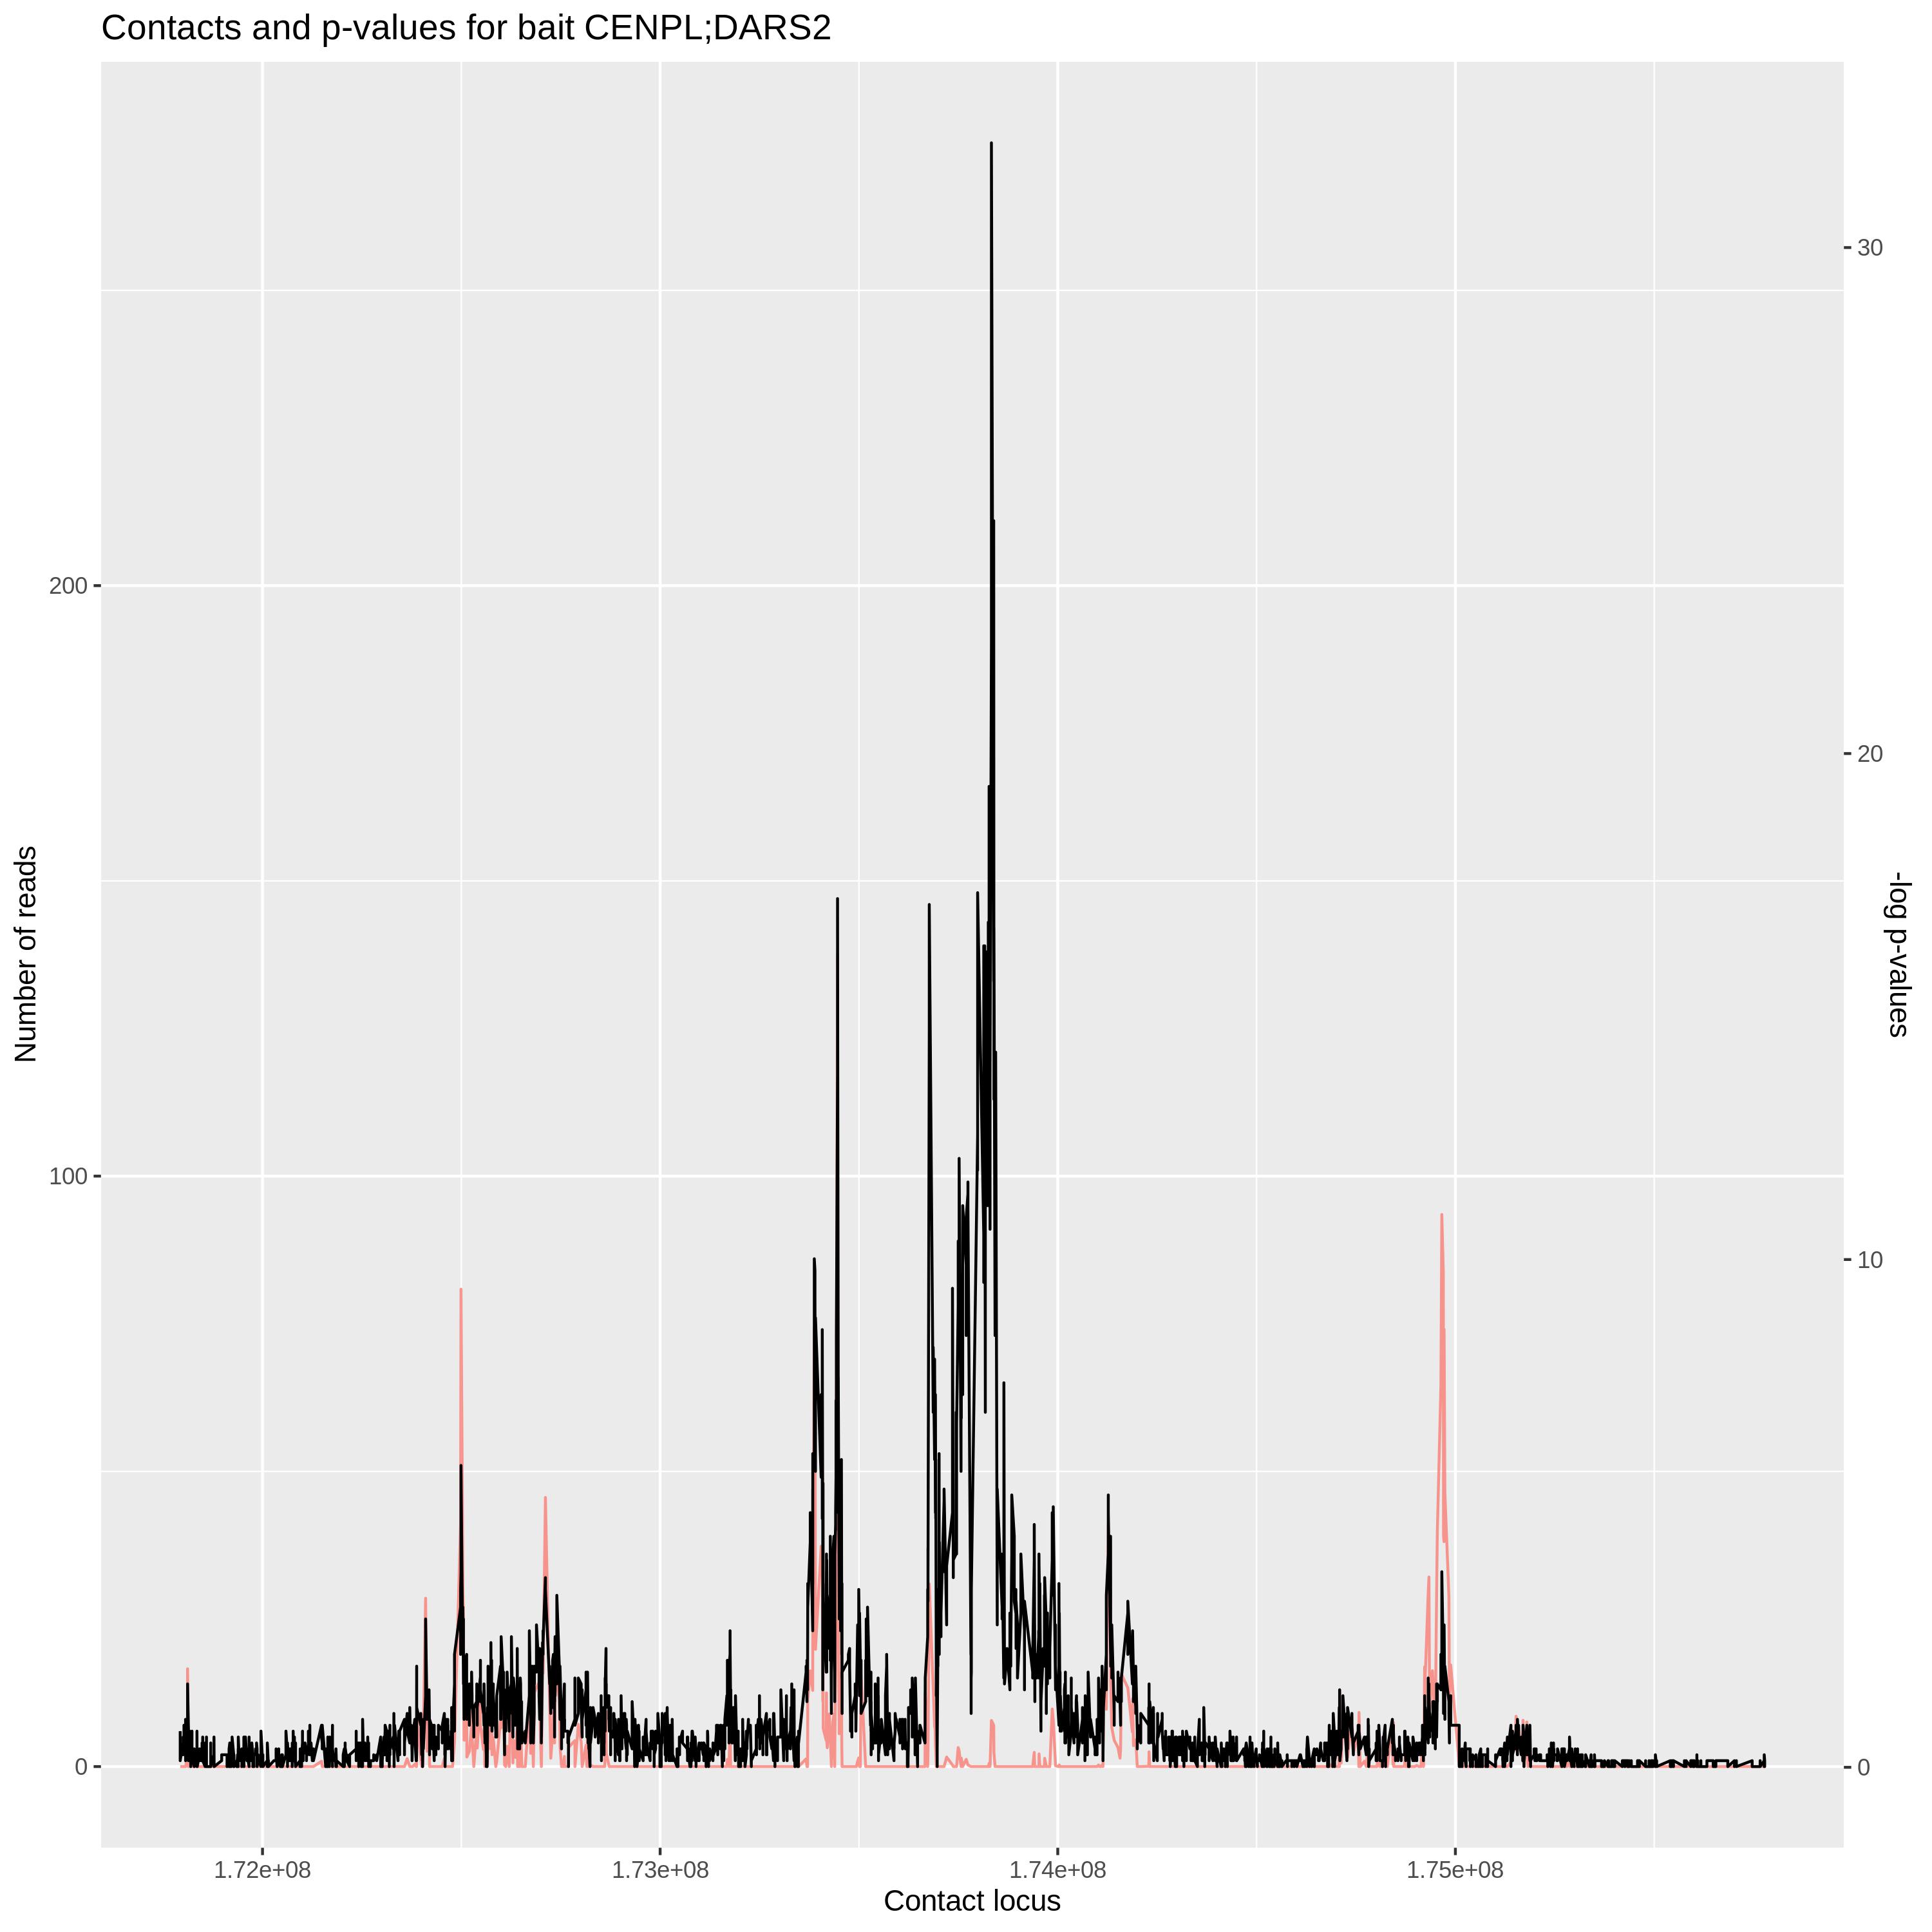 Contacts and p-values for bait CENPL;DARS2
Number of reads
200
100
0
30
20
10
0
-log p-values
1.72e+08 1.73e+08 1.74e+08 1.75e+08
Contact locus